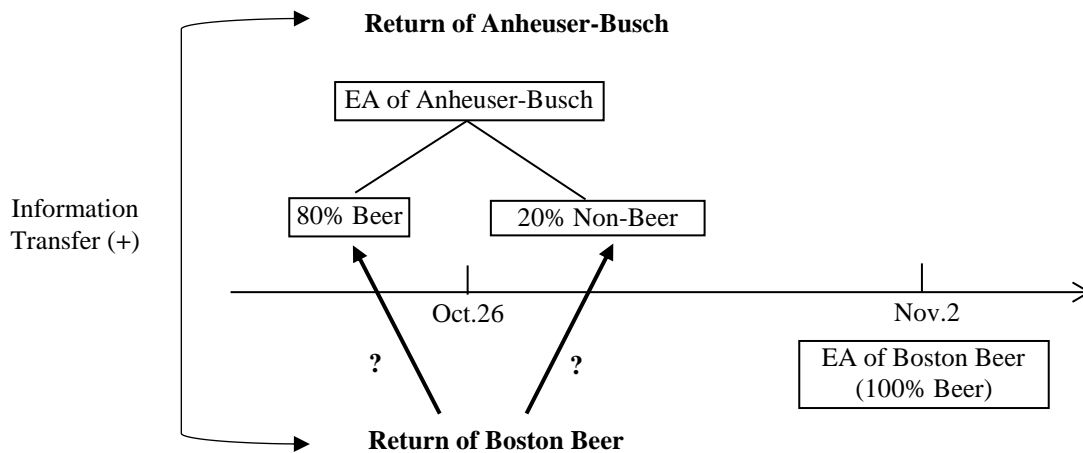 Return of Anheuser-Busch
EA of Anheuser-Busch
80% Beer
20% Non-Beer
Information
Transfer (+)
Oct.26
Nov.2
?
?
EA of Boston Beer
(100% Beer)
Return of Boston Beer